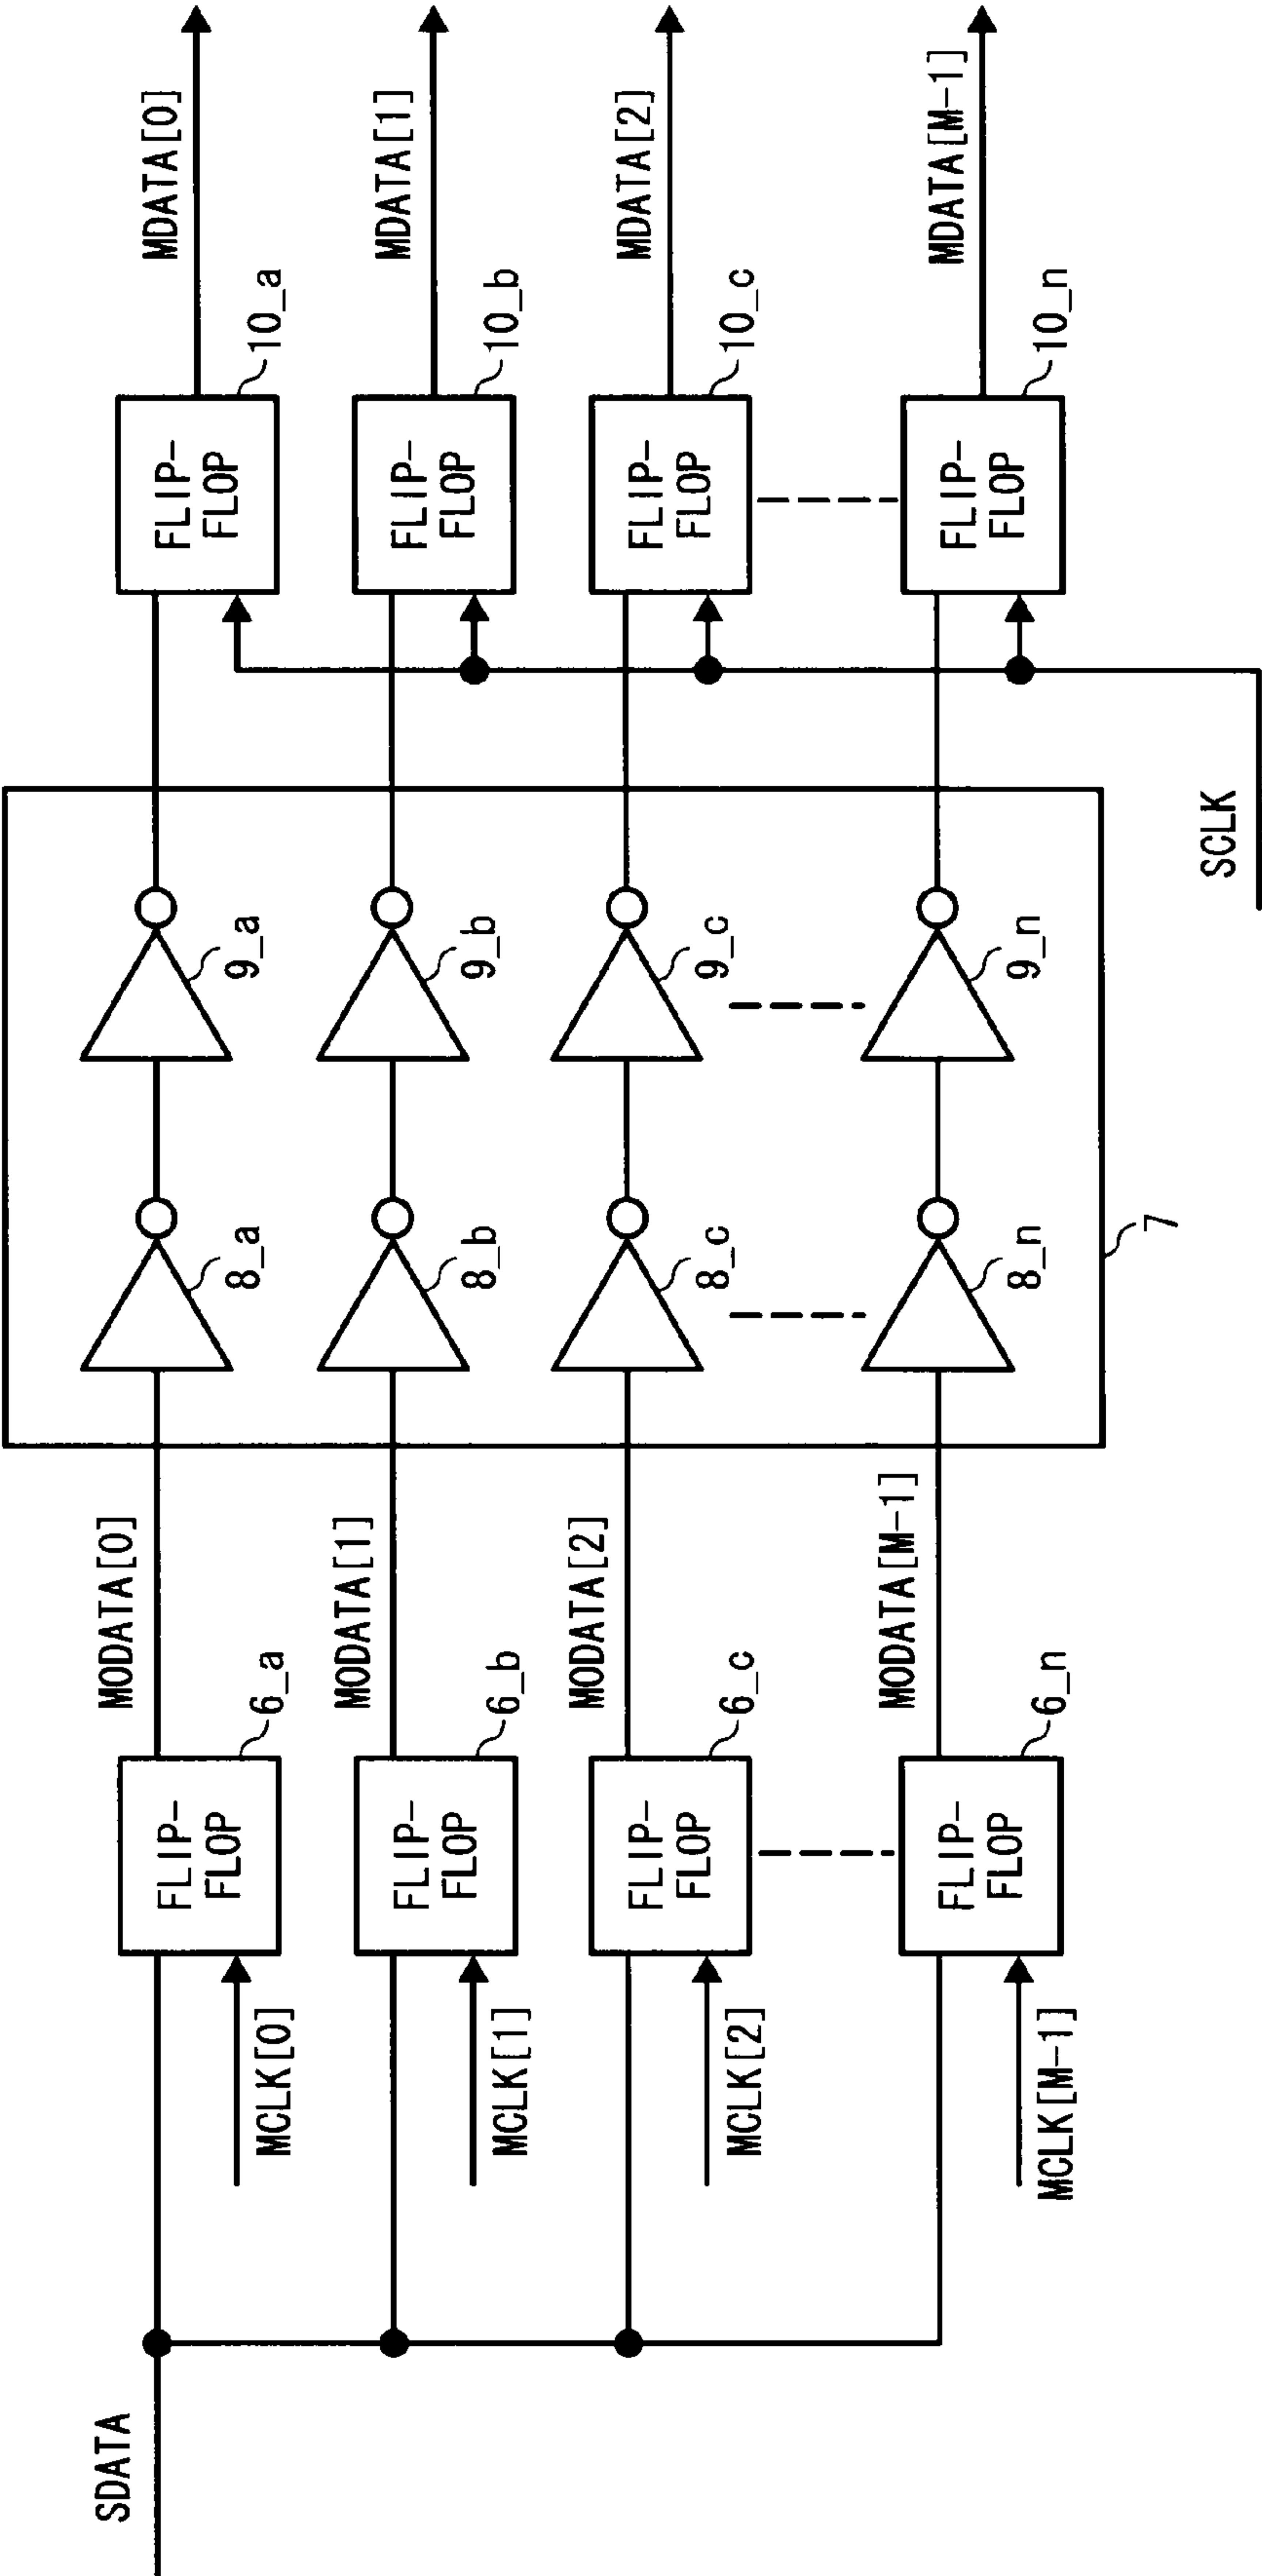 SDATA
MCLK[0]
FLIP-
FLOP
6_a
MODATA[0]
8_a
9_a
FLIP-
FLOP
10_a
MDATA[0]
MCLK[1]
FLIP-
FLOP
6_b
MODATA[1]
8_b
9_b
FLIP-
FLOP
10_b
MDATA[1]
MCLK[2]
FLIP-
FLOP
6_c
MODATA[2]
8_c
9_c
FLIP-
FLOP
10_c
MDATA[2]
MCLK[M-1]
FLIP-
FLOP
6_n
MODATA[M-1]
8_n
9_n
FLIP-
FLOP
10_n
MDATA[M-1]
7
SCLK